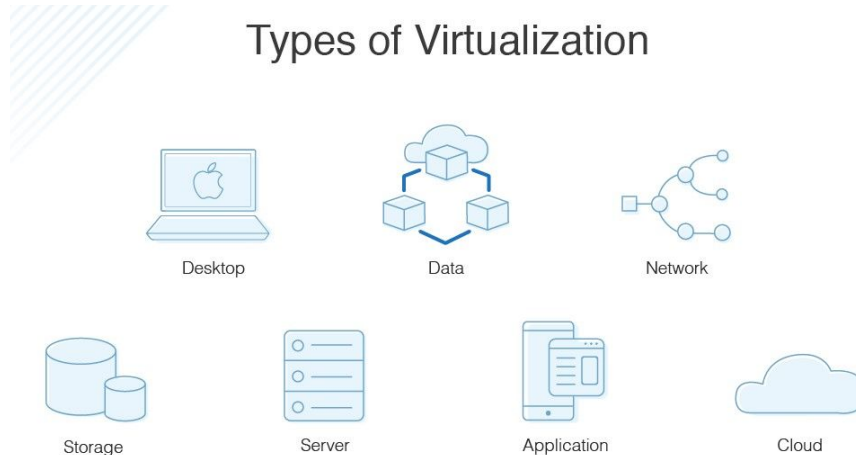 Types of Virtualization
Desktop
Data
Network
Storage
Server
Application
Cloud